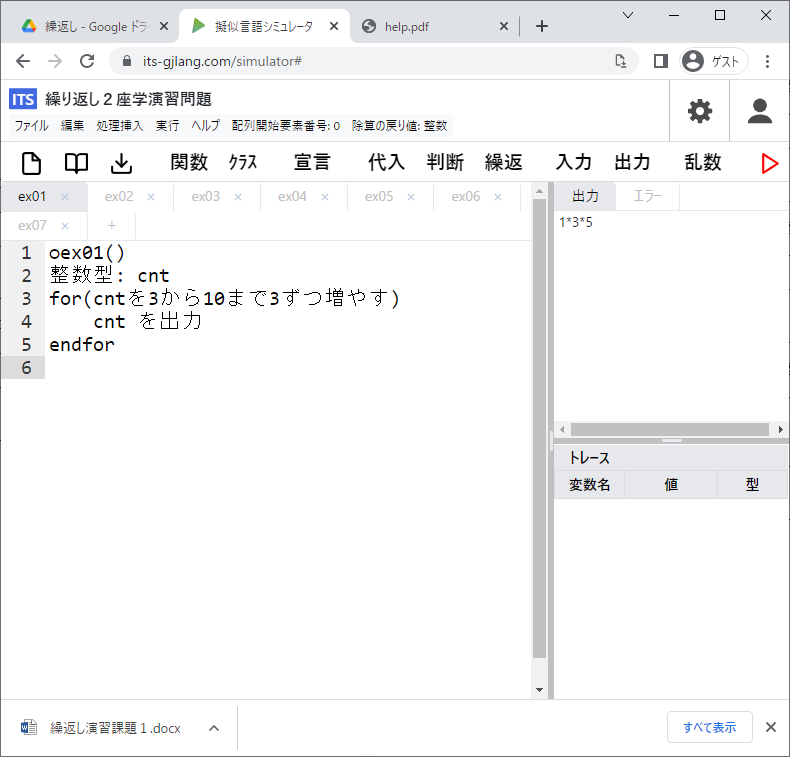 繰返し - Google ドラ
擬似言語シミュレータ
help.pdf
its-gjlang.com/simulator#
ゲスト
ITS 繰り返し２座学演習問題
ファイル 編集 処理挿入 実行 ヘルプ 配列開始要素番号: 0 除算の戻り値: 整数
関数 クラス 宣言 代入 判断 繰返 入力 出力 乱数
ex01 × ex02 × ex03 × ex04 × ex05 × ex06 ×
ex07 × +
1 oex01()
2 整数型: cnt
3 for(cntを3から10まで3ずつ増やす)
4 cnt を出力
5 endfor
6
出力 エラー
1*3*5
トレース
変数名 値 型
繰返し演習課題１.docx
すべて表示